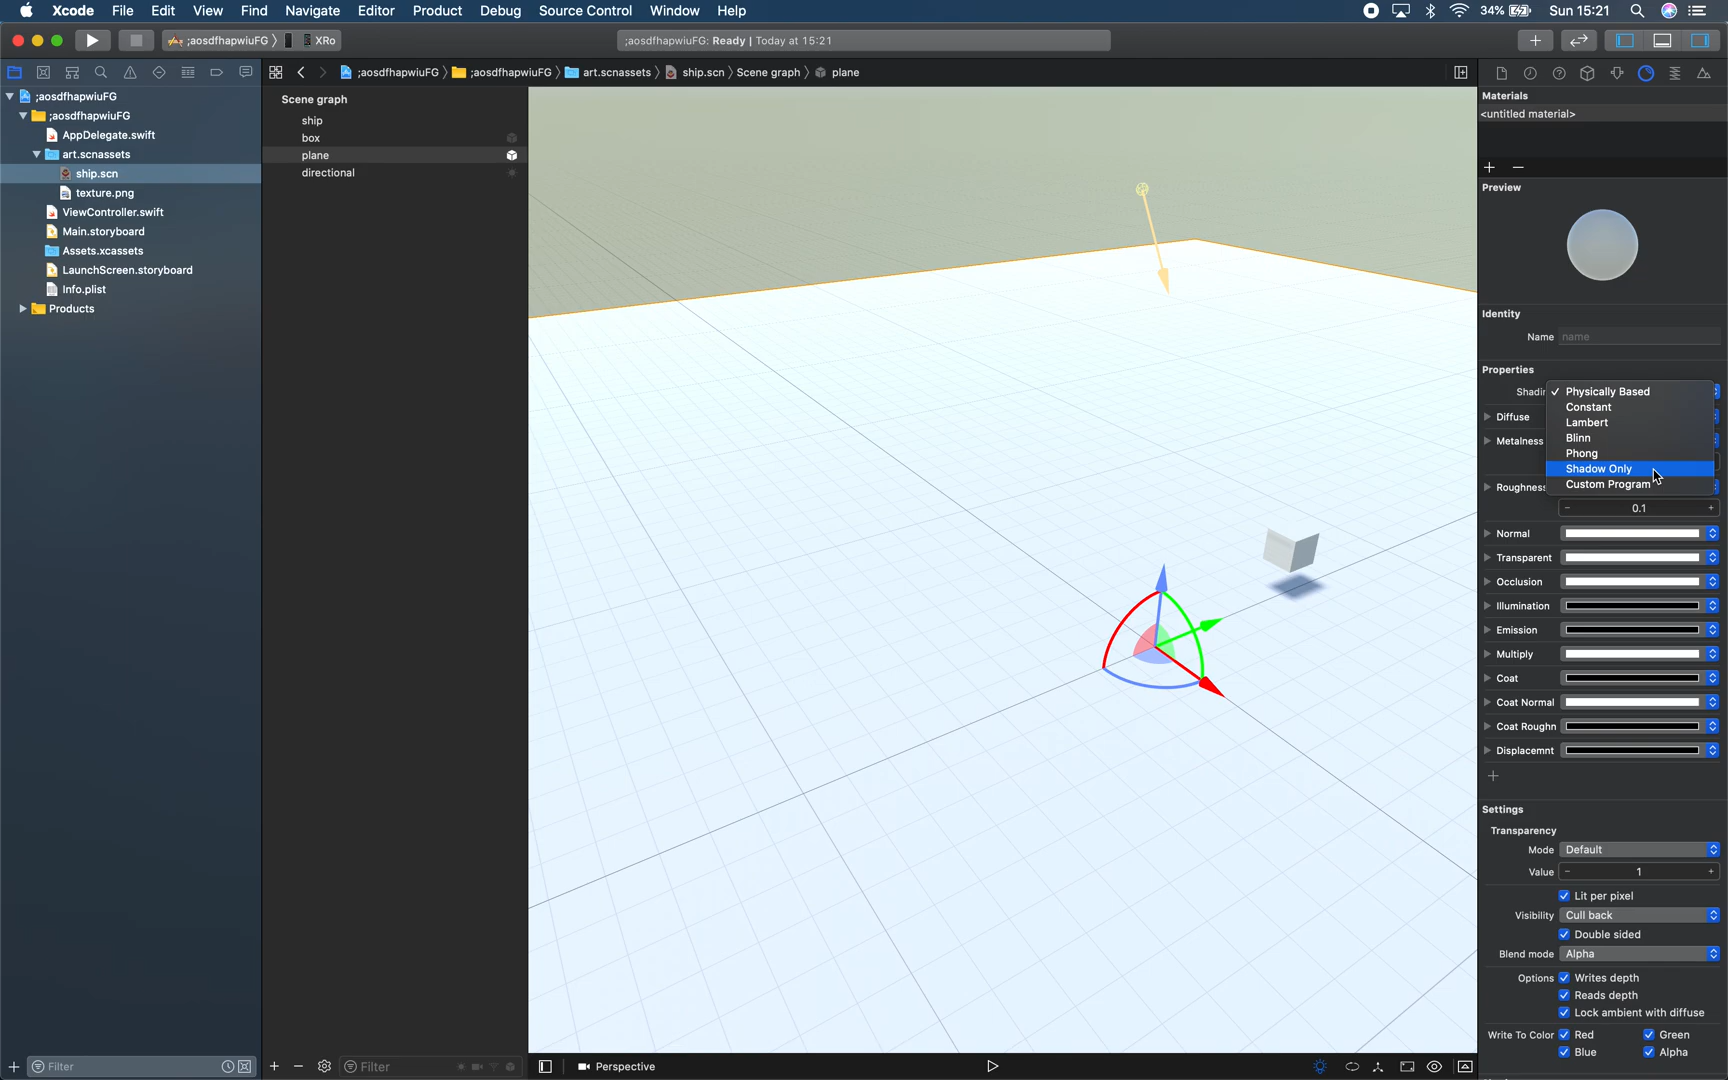 Xcode File Edit View Find Navigate Editor Product Debug Source Control Window Help 34% Sun 15:21
;aosdfhapwiuFG XRo ;aosdfhapwiuFG: Ready | Today at 15:21
;aosdfhapwiuFG ;aosdfhapwiuFG art.scnassets ship.scn Scene graph plane
;aosdfhapwiuFG
;aosdfhapwiuFG
AppDelegate.swift
art.scnassets
ship.scn
texture.png
ViewController.swift
Main.storyboard
Assets.xcassets
LaunchScreen.storyboard
Info.plist
Products
Filter
Scene graph
ship
box
plane
directional
Filter
Perspective
Materials
<untitled material>
Preview
Identity
Name name
Properties
Shadin
Physically Based
Constant
Lambert
Blinn
Phong
Shadow Only
Custom Program
Diffuse
Metalness
Roughness
0.1
Normal
Transparent
Occlusion
Illumination
Emission
Multiply
Coat
Coat Normal
Coat Roughn
Displacemnt
Settings
Transparency
Mode Default
Value 1
Lit per pixel
Visibility Cull back
Double sided
Blend mode Alpha
Options Writes depth
Reads depth
Lock ambient with diffuse
Write To Color Red Green
Blue Alpha